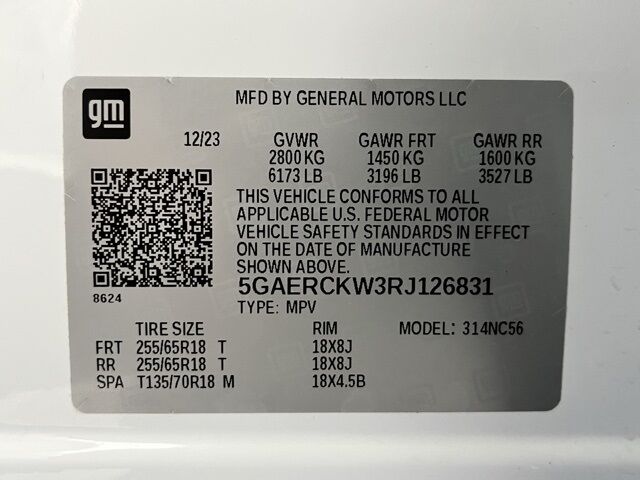 gm
MFD BY GENERAL MOTORS LLC
12/23 GVWR GAWR FRT GAWR RR
2800 KG 1450 KG 1600 KG
6173 LB 3196 LB 3527 LB
THIS VEHICLE CONFORMS TO ALL
APPLICABLE U.S. FEDERAL MOTOR
VEHICLE SAFETY STANDARDS IN EFFECT
ON THE DATE OF MANUFACTURE
SHOWN ABOVE.
8624
5GAERCKW3RJ126831
TYPE: MPV
TIRE SIZE RIM MODEL: 314NC56
FRT 255/65R18 T 18X8J
RR 255/65R18 T 18X8J
SPA T135/70R18 M 18X4.5B